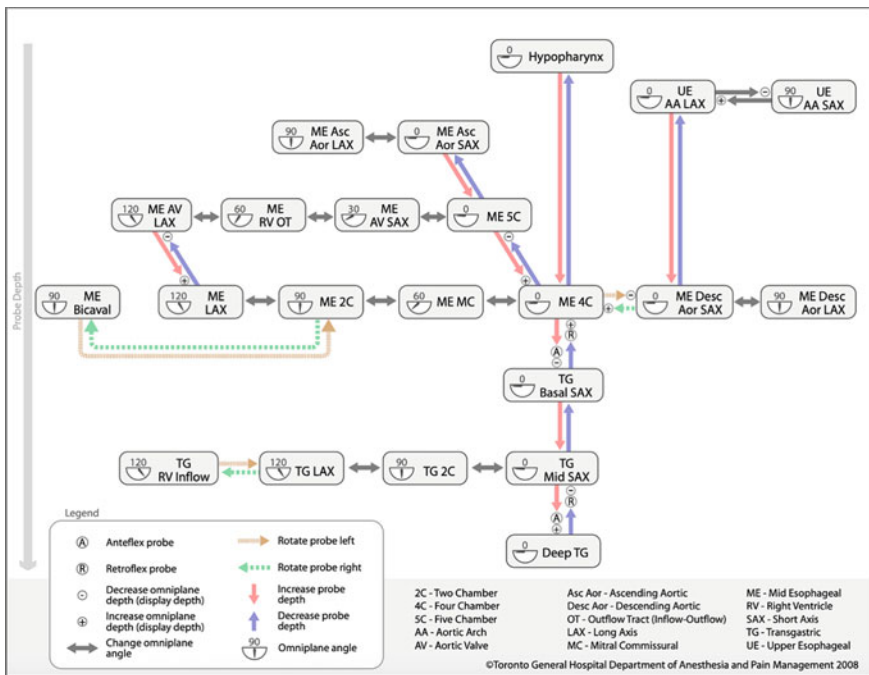 0 Hypopharynx
0 UE
AA LAX
90 UE
AA SAX
90 ME Asc
Aor LAX
0 ME Asc
Aor SAX
120 ME AV
LAX
60 ME
RV OT
30 ME
AV SAX
0 ME 5C
Probe Depth
90 ME
Bicaval
120 ME
LAX
90 ME 2C
60 ME MC
0 ME 4C
0 ME Desc
Aor SAX
90 ME Desc
Aor LAX
A
R
0 TG
Basal SAX
120 TG
RV Inflow
120 TG LAX
90 TG 2C
0 TG
Mid SAX
A
R
0 Deep TG
Legend
A Anteflex probe
R Retroflex probe
Decrease omniplane
depth (display depth)
Increase omniplane
depth (display depth)
Change omniplane
angle
Rotate probe left
Rotate probe right
Increase probe
depth
Decrease probe
depth
90 Omniplane angle
2C - Two Chamber
4C - Four Chamber
5C - Five Chamber
AA - Aortic Arch
AV - Aortic Valve
Asc Aor - Ascending Aortic
Desc Aor - Descending Aortic
OT - Outflow Tract (Inflow-Outflow)
LAX - Long Axis
MC - Mitral Commissural
ME - Mid Esophageal
RV - Right Ventricle
SAX - Short Axis
TG - Transgastric
UE - Upper Esophageal
©Toronto General Hospital Department of Anesthesia and Pain Management 2008